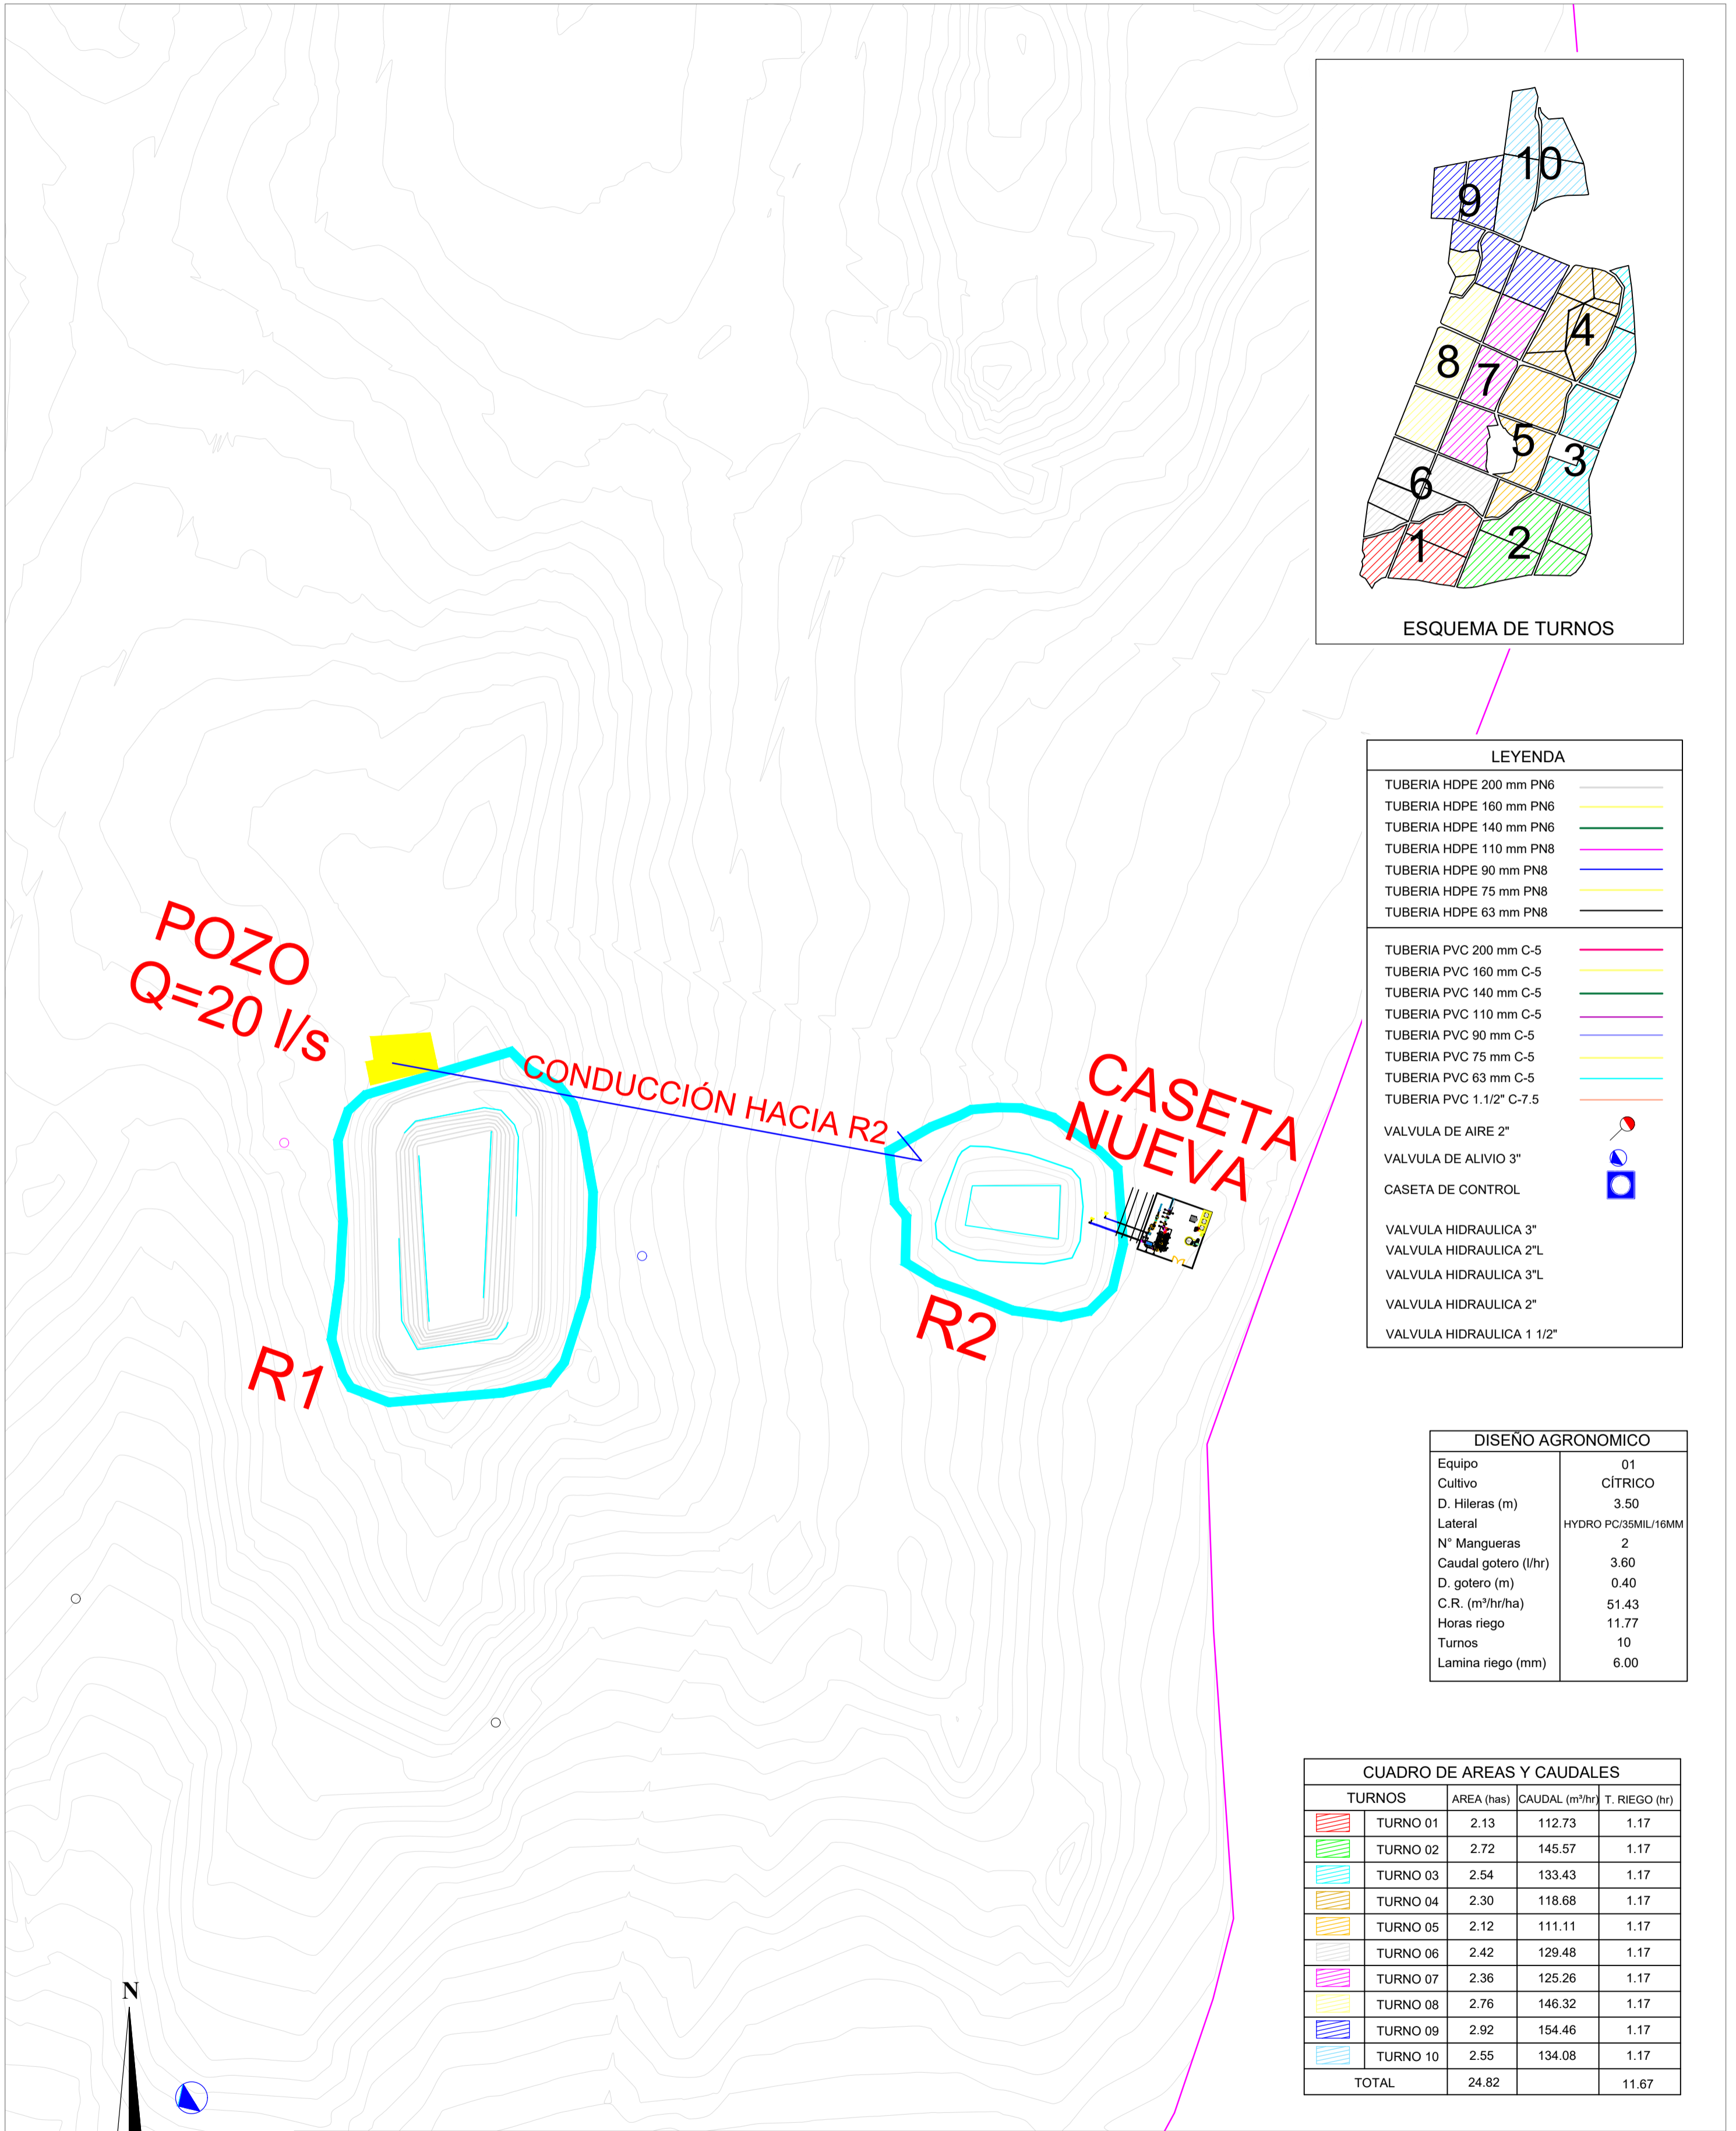 10
9
4
8
7
5
3
6
1
2
ESQUEMA DE TURNOS
LEYENDA
TUBERIA HDPE 200 mm PN6
TUBERIA HDPE 160 mm PN6
TUBERIA HDPE 140 mm PN6
TUBERIA HDPE 110 mm PN8
TUBERIA HDPE 90 mm PN8
TUBERIA HDPE 75 mm PN8
TUBERIA HDPE 63 mm PN8
TUBERIA PVC 200 mm C-5
TUBERIA PVC 160 mm C-5
TUBERIA PVC 140 mm C-5
TUBERIA PVC 110 mm C-5
TUBERIA PVC 90 mm C-5
TUBERIA PVC 75 mm C-5
TUBERIA PVC 63 mm C-5
TUBERIA PVC 1.1/2" C-7.5
VALVULA DE AIRE 2"
VALVULA DE ALIVIO 3"
CASETA DE CONTROL
VALVULA HIDRAULICA 3"
VALVULA HIDRAULICA 2"L
VALVULA HIDRAULICA 3"L
VALVULA HIDRAULICA 2"
VALVULA HIDRAULICA 1 1/2"
POZO
Q=20 l/s
CONDUCCIÓN HACIA R2
CASETA
NUEVA
R1
R2
DISEÑO AGRONOMICO
Equipo 01
Cultivo CÍTRICO
D. Hileras (m) 3.50
Lateral HYDRO PC/35MIL/16MM
N° Mangueras 2
Caudal gotero (l/hr) 3.60
D. gotero (m) 0.40
C.R. (m³/hr/ha) 51.43
Horas riego 11.77
Turnos 10
Lamina riego (mm) 6.00
CUADRO DE AREAS Y CAUDALES
TURNOS AREA (has) CAUDAL (m³/hr) T. RIEGO (hr)
TURNO 01 2.13 112.73 1.17
TURNO 02 2.72 145.57 1.17
TURNO 03 2.54 133.43 1.17
TURNO 04 2.30 118.68 1.17
TURNO 05 2.12 111.11 1.17
TURNO 06 2.42 129.48 1.17
TURNO 07 2.36 125.26 1.17
TURNO 08 2.76 146.32 1.17
TURNO 09 2.92 154.46 1.17
TURNO 10 2.55 134.08 1.17
TOTAL 24.82 11.67
N